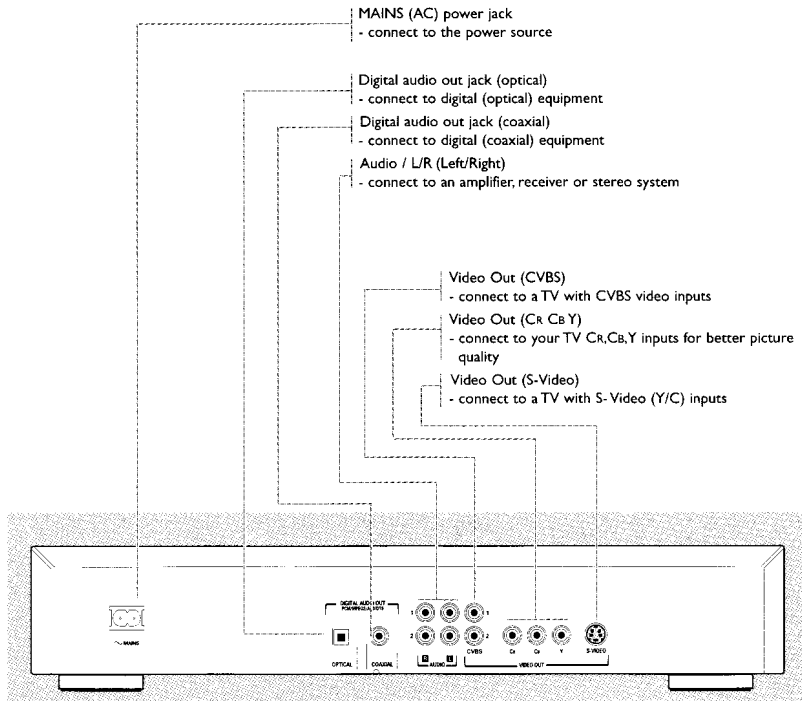 MAINS (AC) power jack
- connect to the power source
Digital audio out jack (optical)
- connect to digital (optical) equipment
Digital audio out jack (coaxial)
- connect to digital (coaxial) equipment
Audio / L/R (Left/Right)
- connect to an amplifier, receiver or stereo system
Video Out (CVBS)
- connect to a TV with CVBS video inputs
Video Out (CR CB Y)
- connect to your TV CR,CB,Y inputs for better picture
quality
Video Out (S-Video)
- connect to a TV with S-Video (Y/C) inputs
DIGITAL AUDIO OUT
1 1
2 2
~ MAINS
OPTICAL COAXIAL
R AUDIO L
CVBS
CR CB Y S-VIDEO
VIDEO OUT